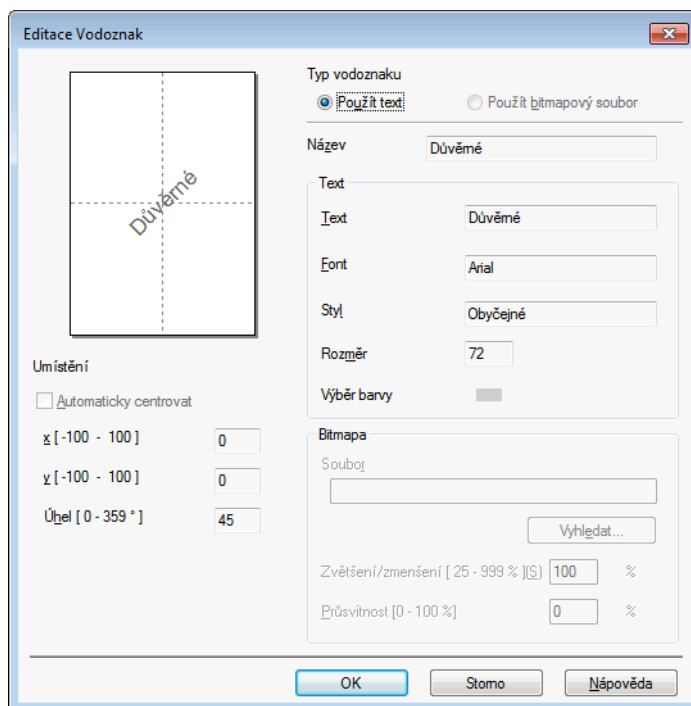 Editace Vodoznak
Důvěrné
Umístění
Automaticky centrovat
x [ -100 - 100 ] 0
y [ -100 - 100 ] 0
Úhel [ 0 - 359 ° ] 45
Typ vodoznaku
Použít text Použít bitmapový soubor
Název Důvěrné
Text
Text Důvěrné
Font Arial
Styl Obyčejné
Rozměr 72
Výběr barvy
Bitmapa
Soubor
Vyhledat...
Zvětšení/zmenšení [ 25 - 999 % ](S) 100 %
Průsvitnost [0 - 100 %] 0 %
OK Storno Nápověda